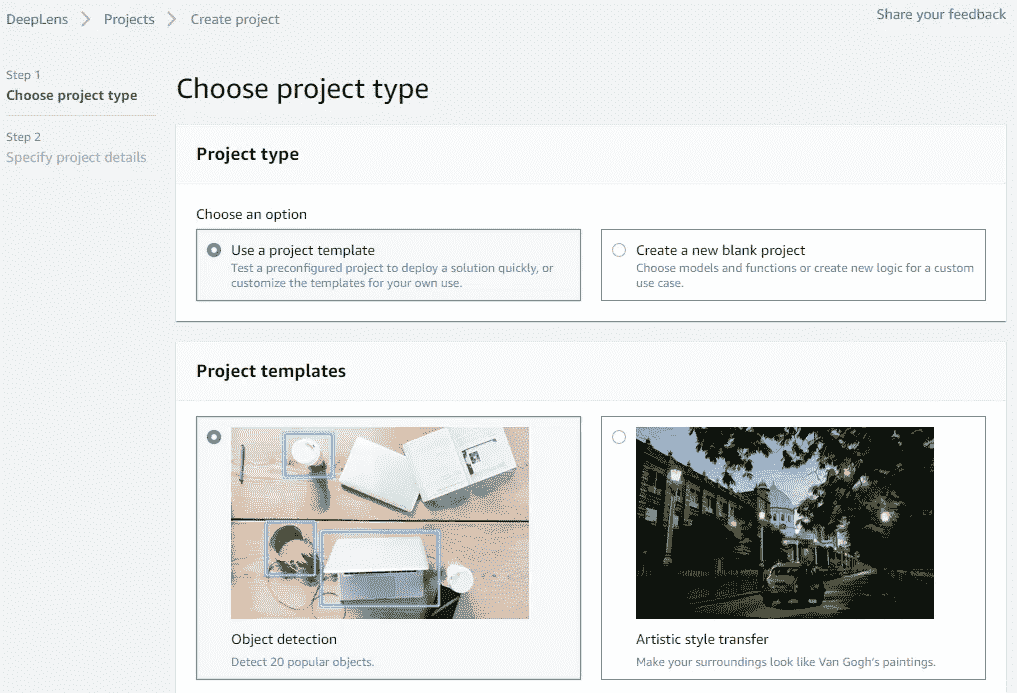 DeepLens > Projects > Create project
Share your feedback
Step 1
Choose project type
Step 2
Specify project details
Choose project type
Project type
Choose an option
Use a project template
Test a preconfigured project to deploy a solution quickly, or
customize the templates for your own use.
Create a new blank project
Choose models and functions or create new logic for a custom
use case.
Project templates
Object detection
Detect 20 popular objects.
Artistic style transfer
Make your surroundings look like Van Gogh's paintings.